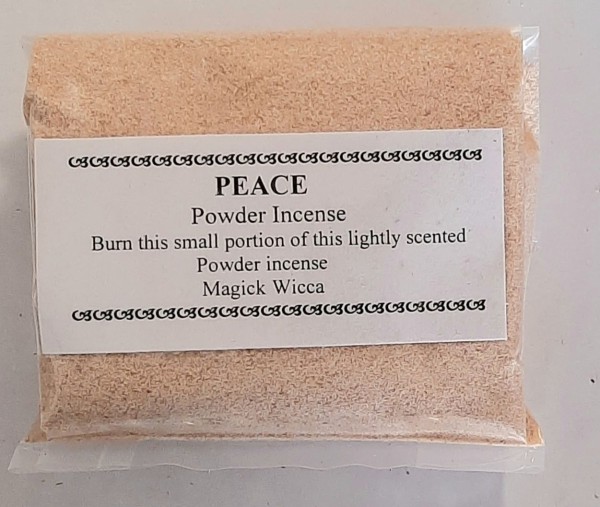 PEACE
Powder Incense
Burn this small portion of this lightly scented
Powder incense
Magick Wicca